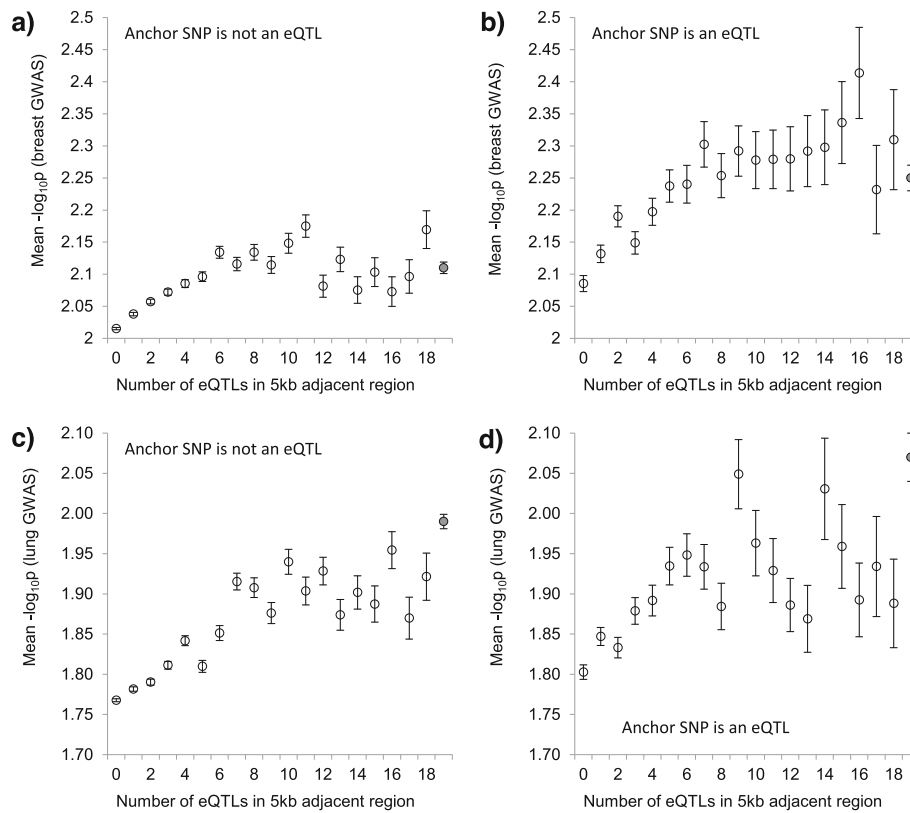 a)
Anchor SNP is not an eQTL
Mean -log10p (breast GWAS)
2.5
2.45
2.4
2.35
2.3
2.25
2.2
2.15
2.1
2.05
2
0 2 4 6 8 10 12 14 16 18
Number of eQTLs in 5kb adjacent region
b)
Anchor SNP is an eQTL
Mean -log10p (breast GWAS)
2.5
2.45
2.4
2.35
2.3
2.25
2.2
2.15
2.1
2.05
2
0 2 4 6 8 10 12 14 16 18
Number of eQTLs in 5kb adjacent region
c)
Anchor SNP is not an eQTL
Mean -log10p (lung GWAS)
2.10
2.05
2.00
1.95
1.90
1.85
1.80
1.75
1.70
0 2 4 6 8 10 12 14 16 18
Number of eQTLs in 5kb adjacent region
d)
Mean -log10p (lung GWAS)
2.10
2.05
2.00
1.95
1.90
1.85
1.80
1.75
1.70
Anchor SNP is an eQTL
0 2 4 6 8 10 12 14 16 18
Number of eQTLs in 5kb adjacent region